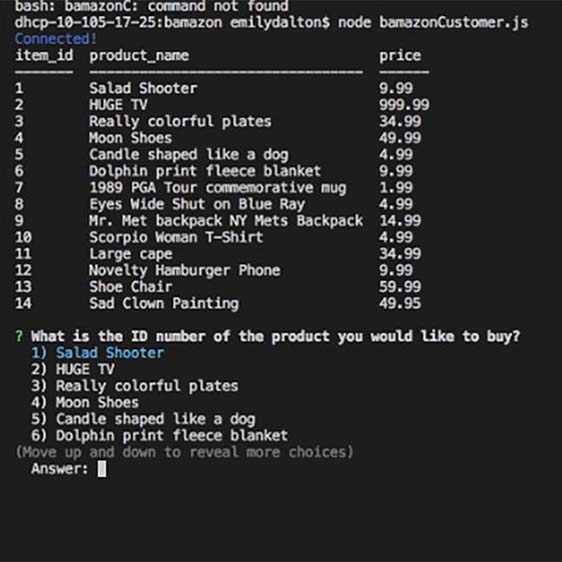 bash: bamazonC: command not found
dhcp-10-105-17-25:bamazon emilydalton$ node bamazonCustomer.js
Connected!
item_id product_name price
1 Salad Shooter 9.99
2 HUGE TV 999.99
3 Really colorful plates 34.99
4 Moon Shoes 49.99
5 Candle shaped like a dog 4.99
6 Dolphin print fleece blanket 9.99
7 1989 PGA Tour commemorative mug 1.99
8 Eyes Wide Shut on Blue Ray 4.99
9 Mr. Met backpack NY Mets Backpack 14.99
10 Scorpio Woman T-Shirt 4.99
11 Large cape 34.99
12 Novelty Hamburger Phone 9.99
13 Shoe Chair 59.99
14 Sad Clown Painting 49.95
? What is the ID number of the product you would like to buy?
1) Salad Shooter
2) HUGE TV
3) Really colorful plates
4) Moon Shoes
5) Candle shaped like a dog
6) Dolphin print fleece blanket
(Move up and down to reveal more choices)
Answer: